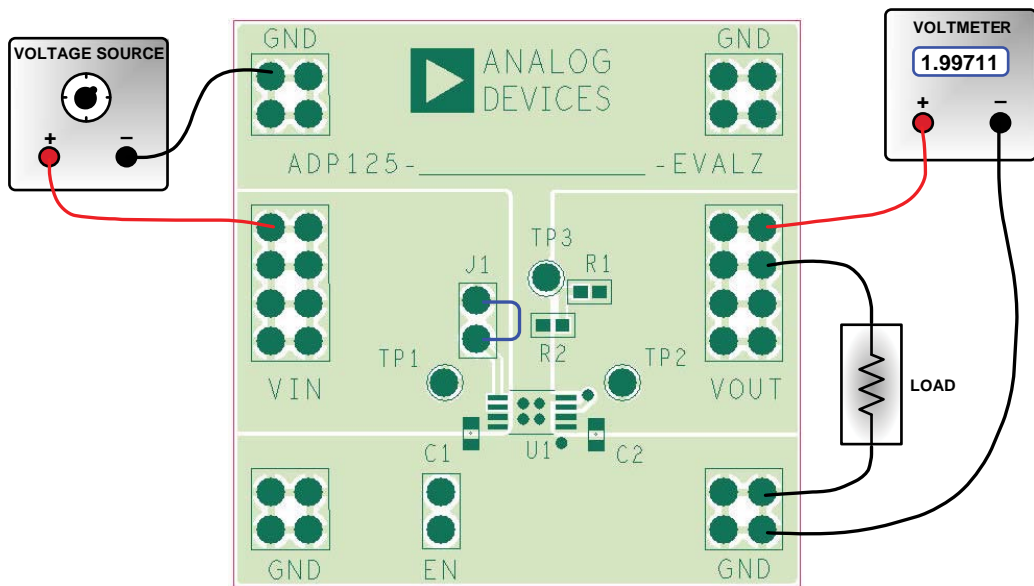 VOLTAGE SOURCE
+ −
GND
ANALOG
DEVICES
GND
VOLTMETER
1.99711
+ −
ADP125-____________________-EVALZ
TP3
J1
R1
R2
TP1
TP2
VIN
VOUT
LOAD
C1
U1
C2
GND
EN
GND